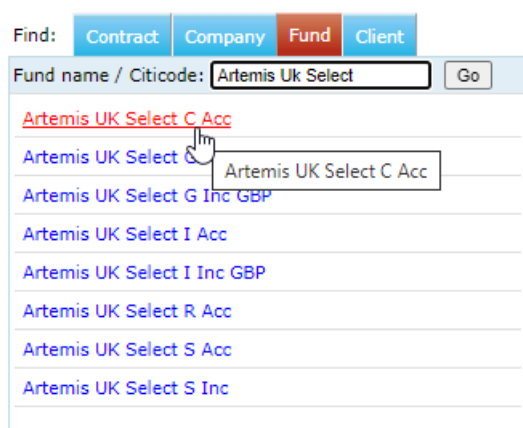 Find: Contract Company Fund Client
Fund name / Citicode: Artemis Uk Select Go
Artemis UK Select C Acc
Artemis UK Select
Artemis UK Select C Acc
Artemis UK Select G Inc GBP
Artemis UK Select I Acc
Artemis UK Select I Inc GBP
Artemis UK Select R Acc
Artemis UK Select S Acc
Artemis UK Select S Inc